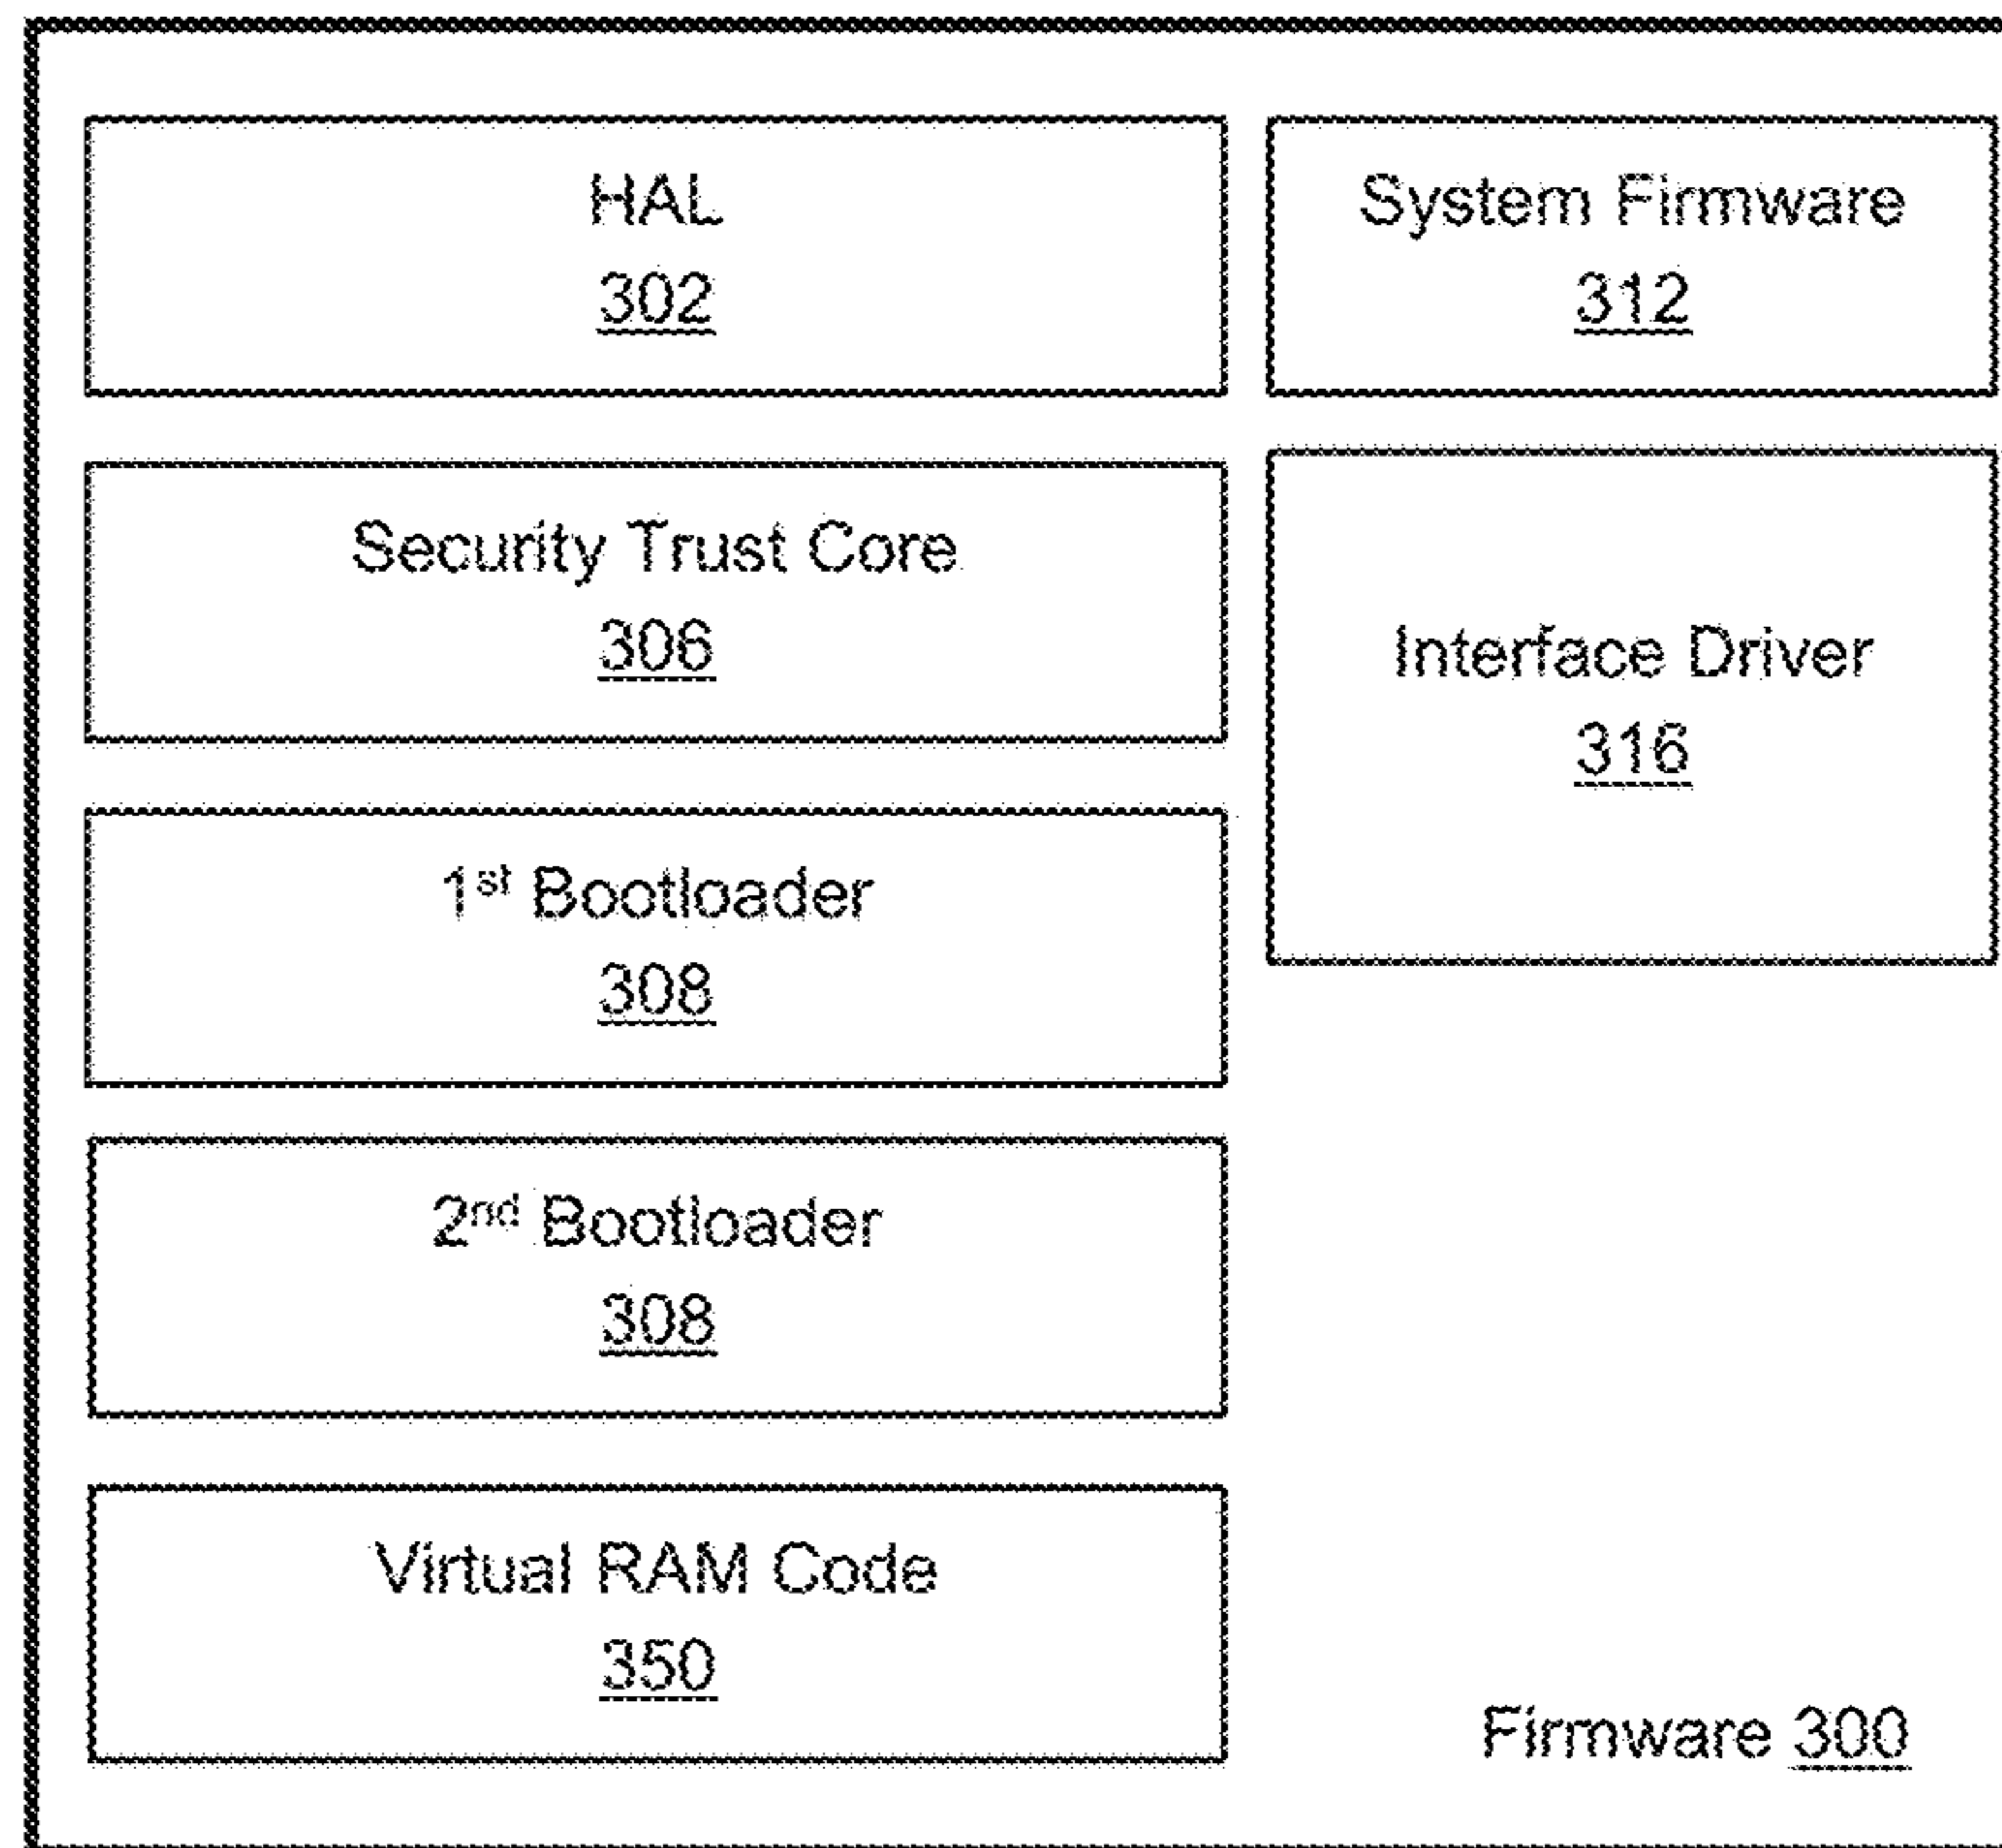 HAL
302
System Firmware
312
Security Trust Core
306
Interface Driver
316
1st Bootloader
308
2nd Bootloader
308
Virtual RAM Code
350
Firmware 300